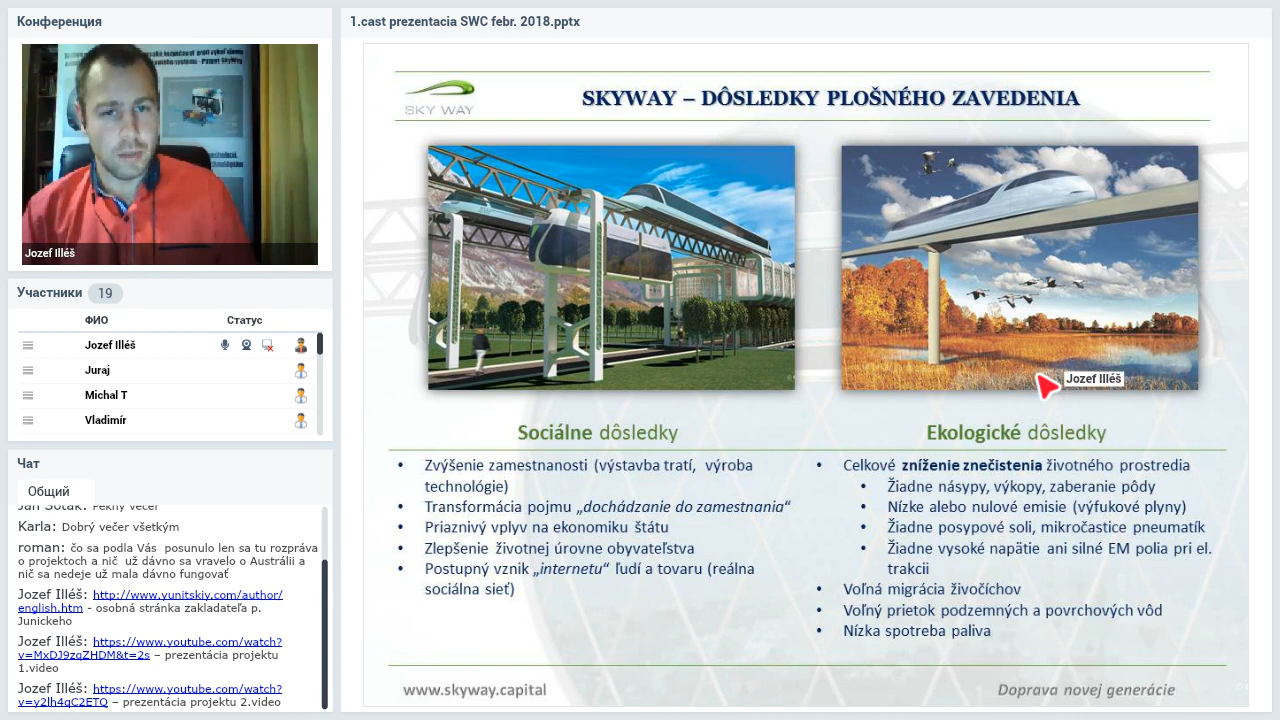 Конференция
Jozef Illéš
Участники 19
ФИО Статус
Jozef Illéš
Juraj
Michal T
Vladimír
Чат
Общий
Ján Šoták: Pekný večer
Karla: Dobrý večer všetkým
roman: čo sa podla Vás posunulo len sa tu rozpráva
o projektoch a nič už dávno sa vravelo o Austrálii a
nič sa nedeje už mala dávno fungovať
Jozef Illéš: http://www.yunitskiy.com/author/
english.htm - osobná stránka zakladateľa p.
Junickeho
Jozef Illéš: https://www.youtube.com/watch?
v=MxDJ9zqZHDM&t=2s – prezentácia projektu
1.video
Jozef Illéš: https://www.youtube.com/watch?
v=y2lh4qC2ETQ – prezentácia projektu 2.video
1.cast prezentacia SWC febr. 2018.pptx
SKY WAY
SKYWAY – DÔSLEDKY PLOŠNÉHO ZAVEDENIA
Jozef Illéš
Sociálne dôsledky
• Zvýšenie zamestnanosti (výstavba tratí, výroba
technológie)
• Transformácia pojmu „dochádzanie do zamestnania“
• Priaznivý vplyv na ekonomiku štátu
• Zlepšenie životnej úrovne obyvateľstva
• Postupný vznik „internetu“ ľudí a tovaru (reálna
sociálna sieť)
Ekologické dôsledky
• Celkové zníženie znečistenia životného prostredia
• Žiadne násypy, výkopy, zaberanie pôdy
• Nízke alebo nulové emisie (výfukové plyny)
• Žiadne posypové soli, mikročastice pneumatík
• Žiadne vysoké napätie ani silné EM polia pri el.
trakcii
• Voľná migrácia živočíchov
• Voľný prietok podzemných a povrchových vôd
• Nízka spotreba paliva
www.skyway.capital
Doprava novej generácie